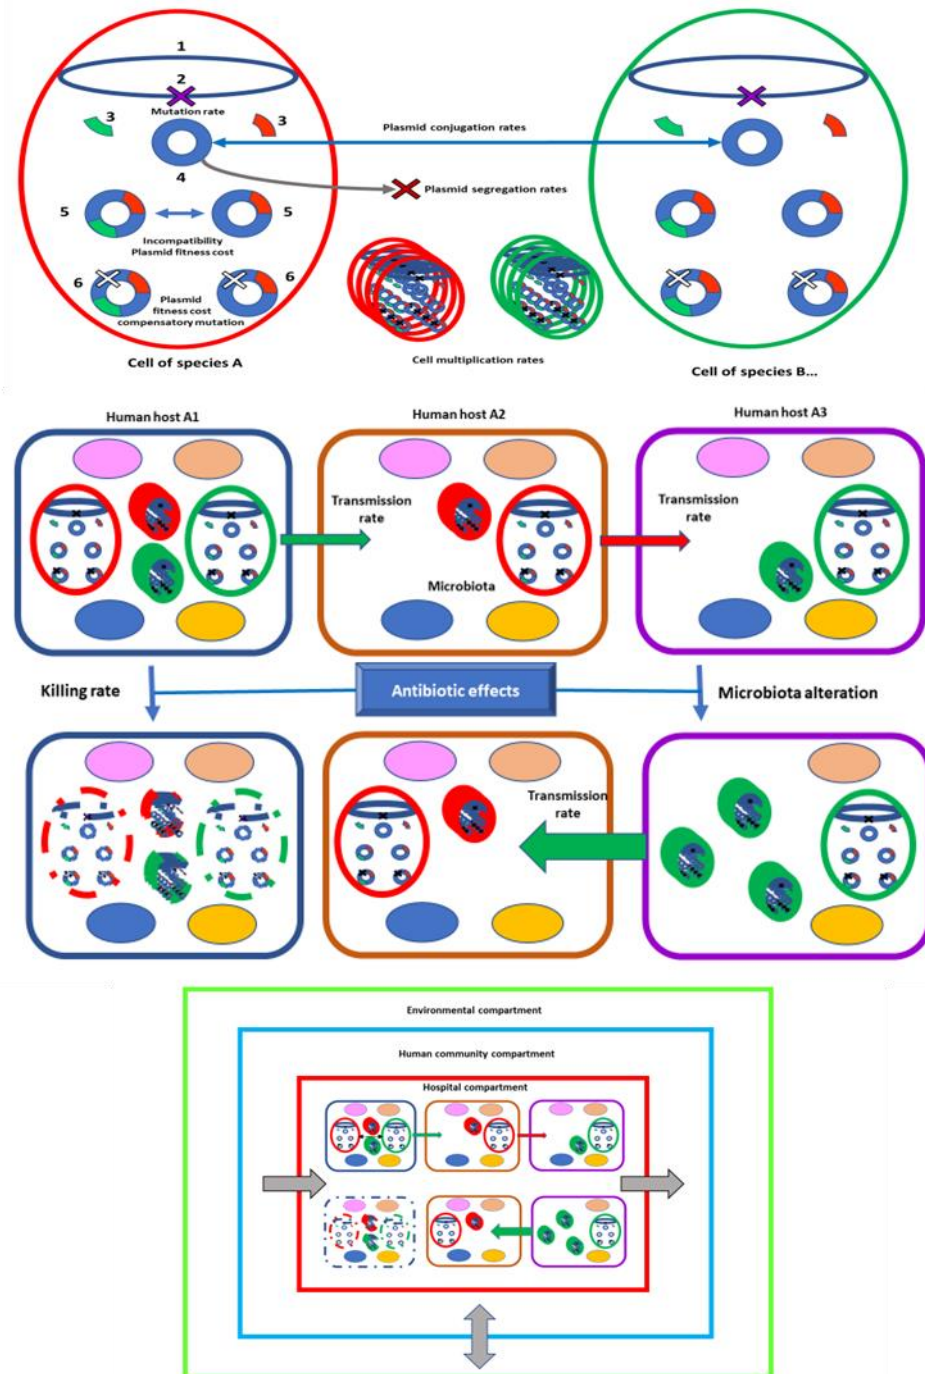 1
2
Mutation rate
3
3
Plasmid conjugation rates
4
Plasmid segregation rates
5
5
Incompatibility
Plasmid fitness cost
6
6
Plasmid
fitness cost
compensatory mutation
Cell multiplication rates
Cell of species A
Cell of species B...
Human host A1
Human host A2
Human host A3
Transmission
rate
Transmission
rate
Microbiota
Killing rate
Antibiotic effects
Microbiota alteration
Transmission
rate
Environmental compartment
Human community compartment
Hospital compartment